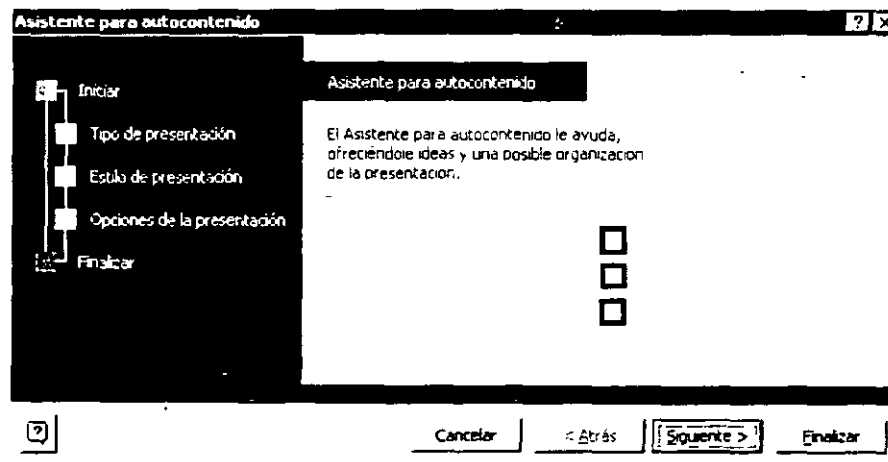 Asistente para autocontenido
Iniciar
Tipo de presentación
Estilo de presentación
Opciones de la presentación
Finalizar
Asistente para autocontenido
El Asistente para autocontenido le ayuda,
ofreciéndole ideas y una posible organización
de la presentación.
Cancelar
< Atrás
Siguiente >
Finalizar